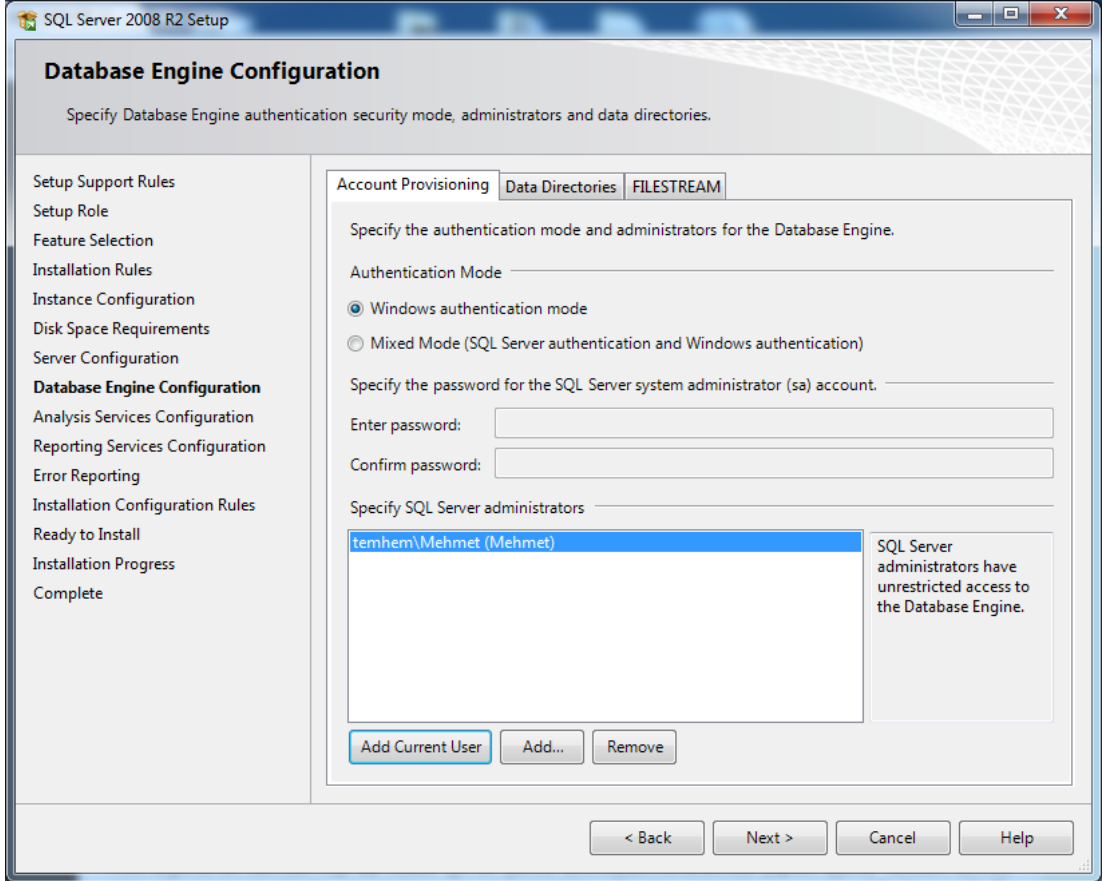 SQL Server 2008 R2 Setup
Database Engine Configuration
Specify Database Engine authentication security mode, administrators and data directories.
Setup Support Rules
Setup Role
Feature Selection
Installation Rules
Instance Configuration
Disk Space Requirements
Server Configuration
Database Engine Configuration
Analysis Services Configuration
Reporting Services Configuration
Error Reporting
Installation Configuration Rules
Ready to Install
Installation Progress
Complete
Account Provisioning Data Directories FILESTREAM
Specify the authentication mode and administrators for the Database Engine.
Authentication Mode
Windows authentication mode
Mixed Mode (SQL Server authentication and Windows authentication)
Specify the password for the SQL Server system administrator (sa) account.
Enter password:
Confirm password:
Specify SQL Server administrators
temhem\Mehmet (Mehmet)
SQL Server
administrators have
unrestricted access to
the Database Engine.
Add Current User Add... Remove
< Back Next > Cancel Help